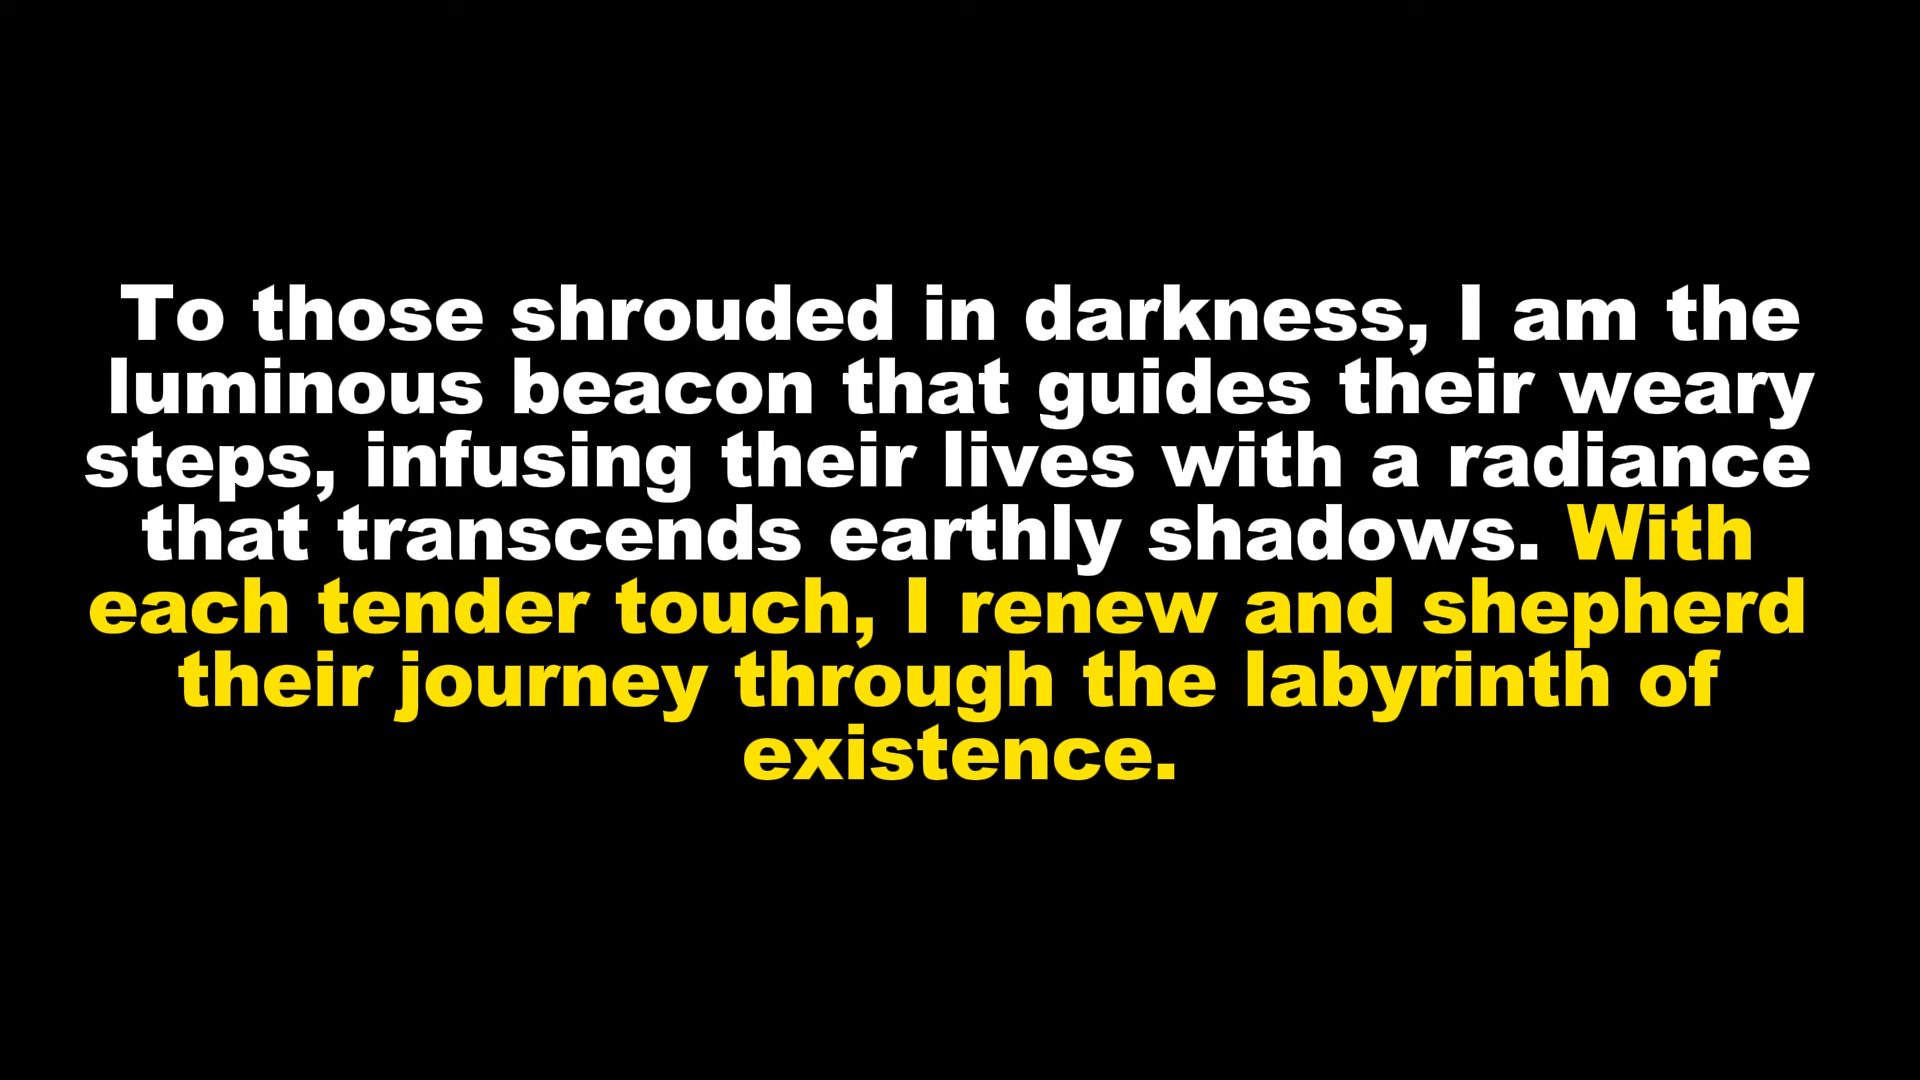 To those shrouded in darkness, I am the
luminous beacon that guides their weary
steps, infusing their lives with a radiance
that transcends earthly shadows. With
each tender touch, I renew and shepherd
their journey through the labyrinth of
existence.